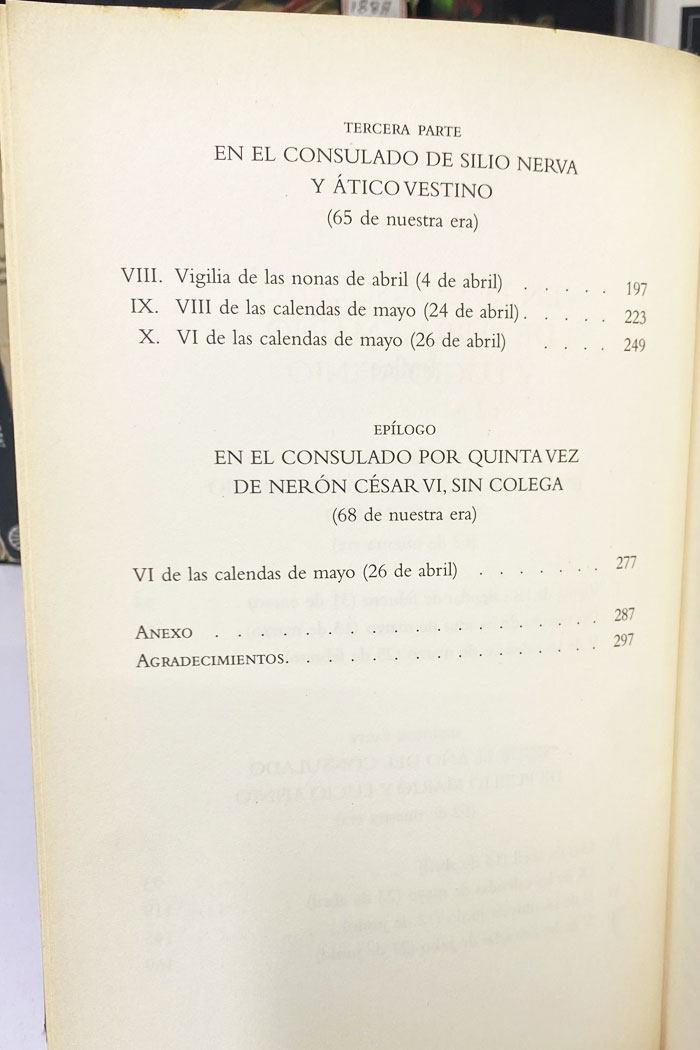 TERCERA PARTE
EN EL CONSULADO DE SILIO NERVA
Y ÁTICO VESTINO
(65 de nuestra era)
VIII. Vigilia de las nonas de abril (4 de abril) . . . . . 197
IX. VIII de las calendas de mayo (24 de abril) . . . . . 223
X. VI de las calendas de mayo (26 de abril) . . . . 249
EPÍLOGO
EN EL CONSULADO POR QUINTA VEZ
DE NERÓN CÉSAR VI, SIN COLEGA
(68 de nuestra era)
VI de las calendas de mayo (26 de abril) . . . . . . . 277
ANEXO . . . . . . . . . . . . . . . . . . 287
AGRADECIMIENTOS. . . . . . . . . . . . . . . 297